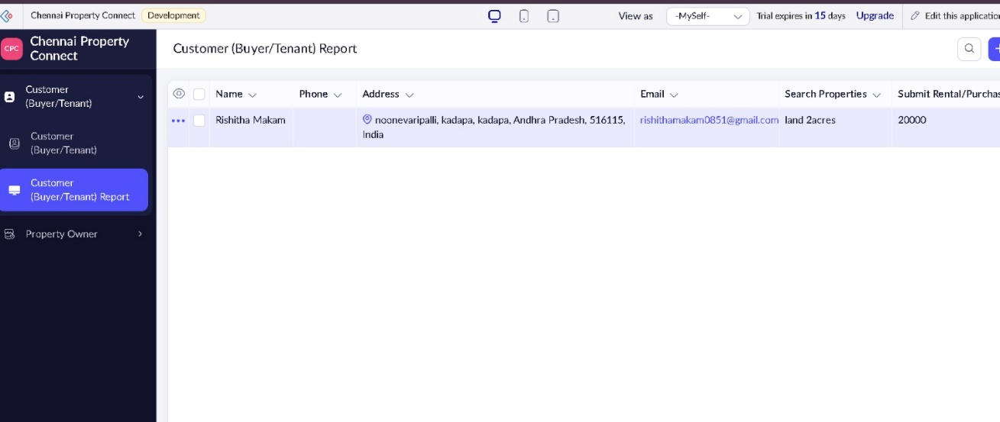 Chennai Property Connect Development View as -MySelf- Trial expires in 15 days Upgrade Edit this application
CPC
Chennai Property
Connect
Customer (Buyer/Tenant) Report
Customer
(Buyer/Tenant)
Customer
(Buyer/Tenant)
Customer
(Buyer/Tenant) Report
Property Owner
Name Phone Address Email Search Properties Submit Rental/Purchas
Rishitha Makam noonevaripalli, kadapa, kadapa, Andhra Pradesh, 516115, rishithamakam0851@gmail.com land 2acres 20000
India